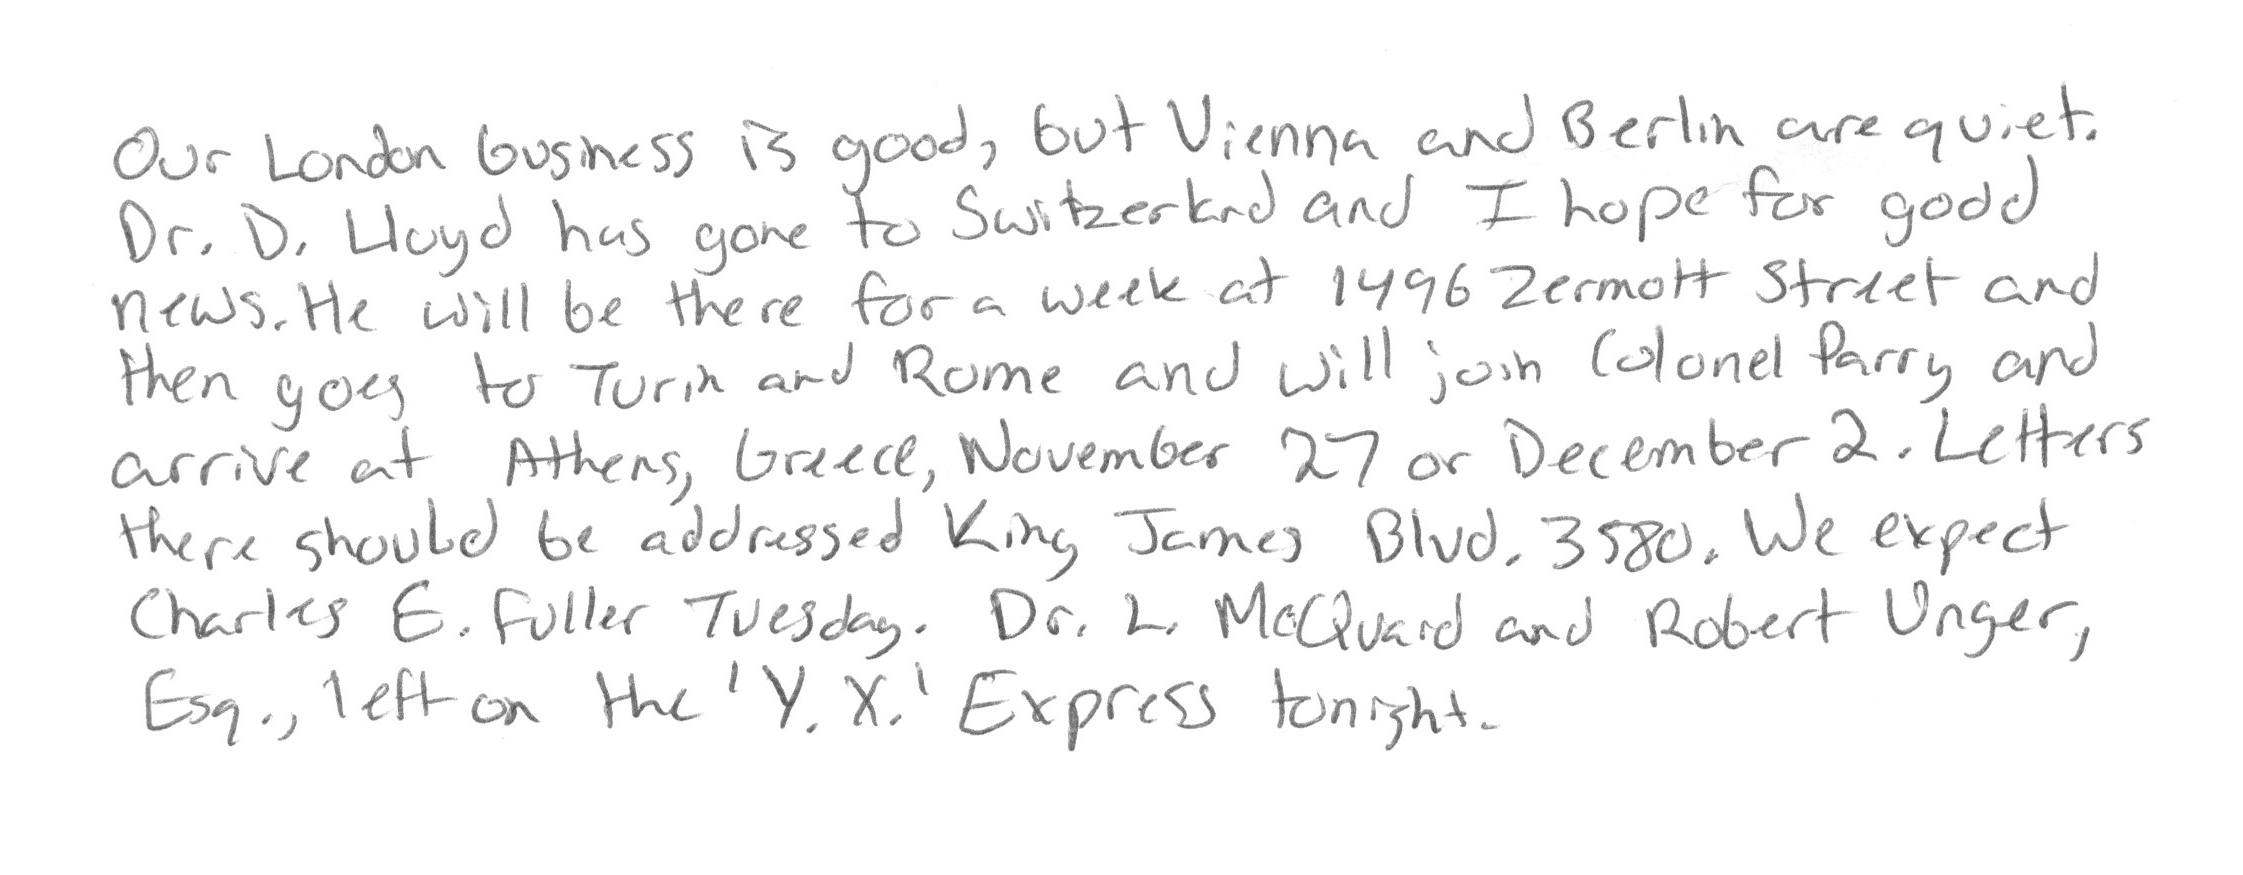 Our London business is good, but Vienna and Berlin are quiet.
Dr. D. Lloyd has gone to Switzerland and I hope for good
news. He will be there for a week at 1496 Zermott Street and
then goes to Turin and Rome and will join Colonel Parry and
arrive at Athens, Greece, November 27 or December 2. Letters
there should be addressed King James Blvd. 3580. We expect
Charles E. Fuller Tuesday. Dr. L. McQuaid and Robert Unger,
Esq., left on the 'Y. X.' Express tonight.